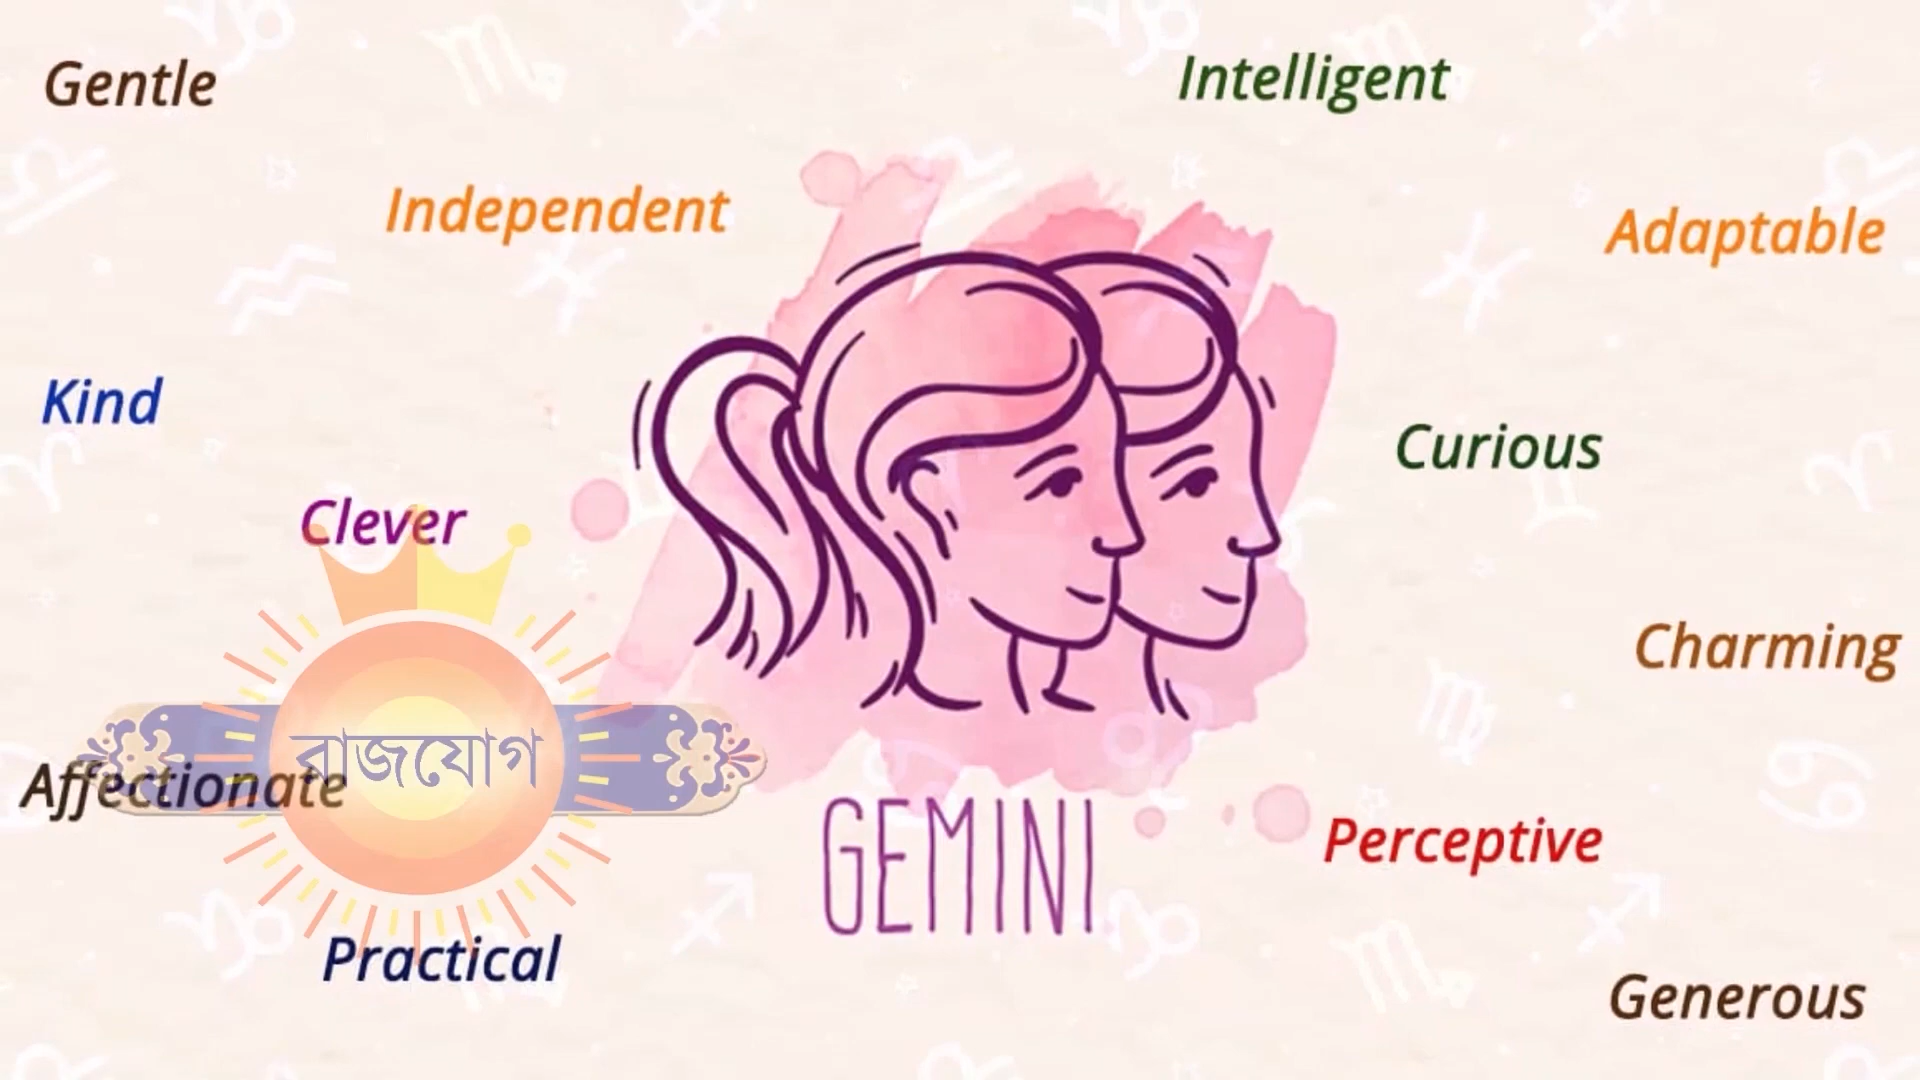 Gentle
Intelligent
Independent
Adaptable
Kind
Curious
Clever
Charming
রাজযোগ
Affectionate
GEMINI
Perceptive
Practical
Generous